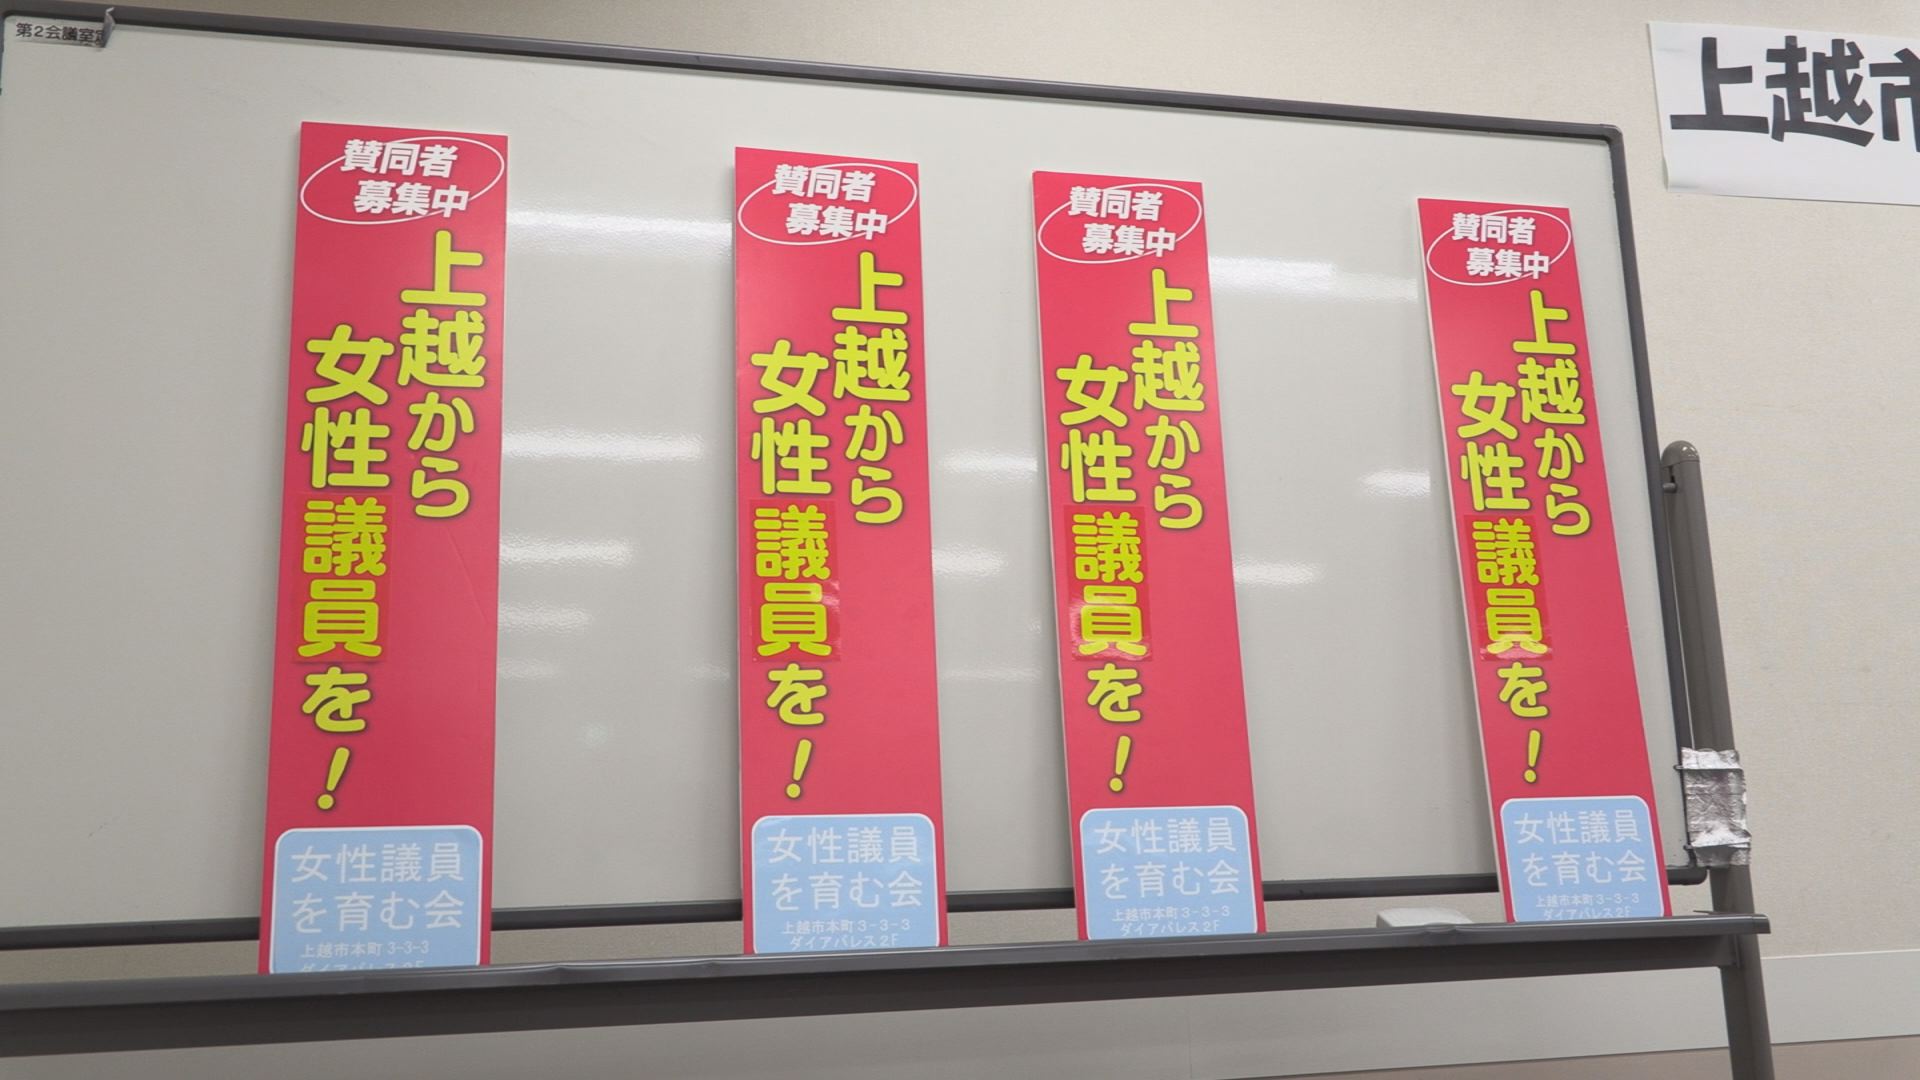 第2会議室
上越市
賛同者
募集中
上越から
女性議員を!
女性議員
を育む会
上越市本町3-3-3
ダイアパレス2F
賛同者
募集中
上越から
女性議員を!
女性議員
を育む会
上越市本町3-3-3
ダイアパレス2F
賛同者
募集中
上越から
女性議員を!
女性議員
を育む会
上越市本町3-3-3
ダイアパレス2F
賛同者
募集中
上越から
女性議員を!
女性議員
を育む会
上越市本町3-3-3
ダイアパレス2F